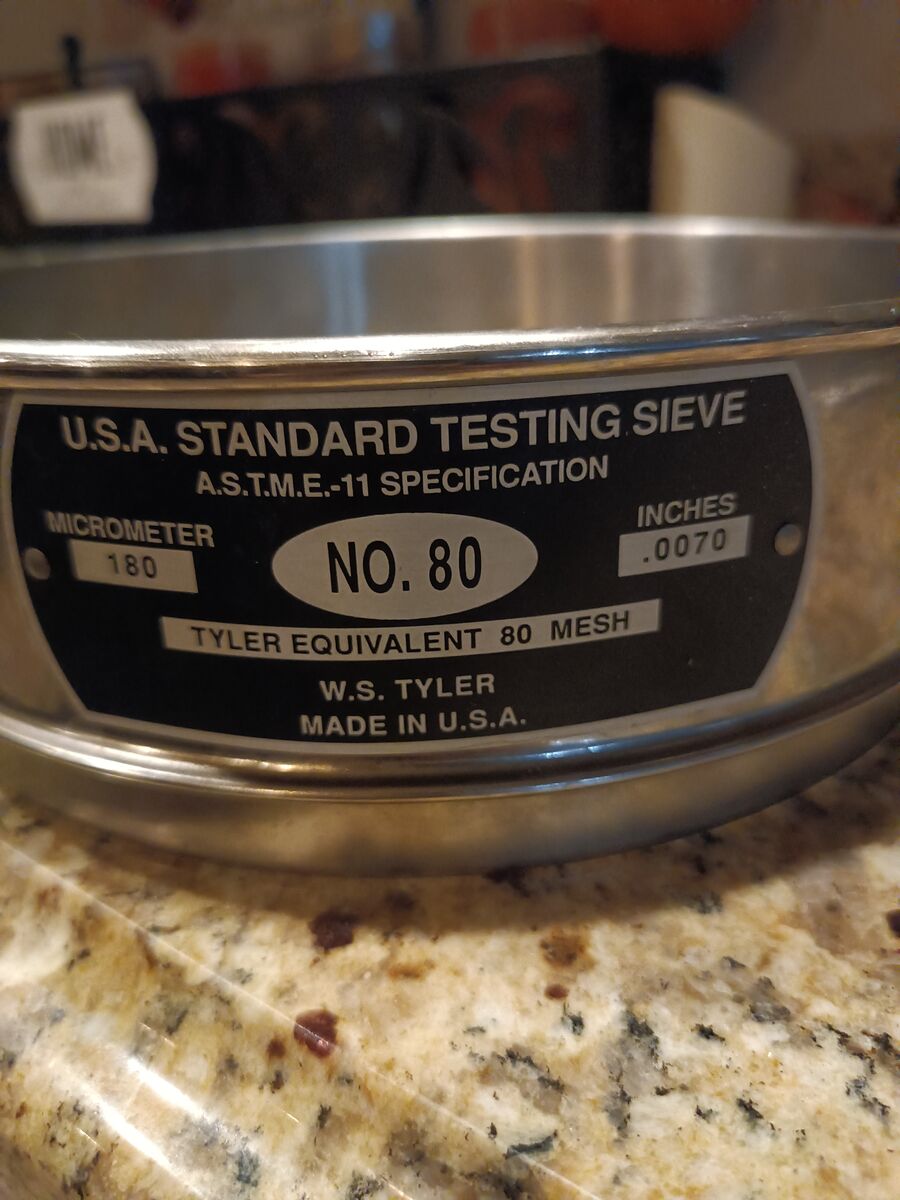 U.S.A. STANDARD TESTING SIEVE
A.S.T.M.E.-11 SPECIFICATION
MICROMETER
180
NO. 80
INCHES
.0070
TYLER EQUIVALENT 80 MESH
W.S. TYLER
MADE IN U.S.A.